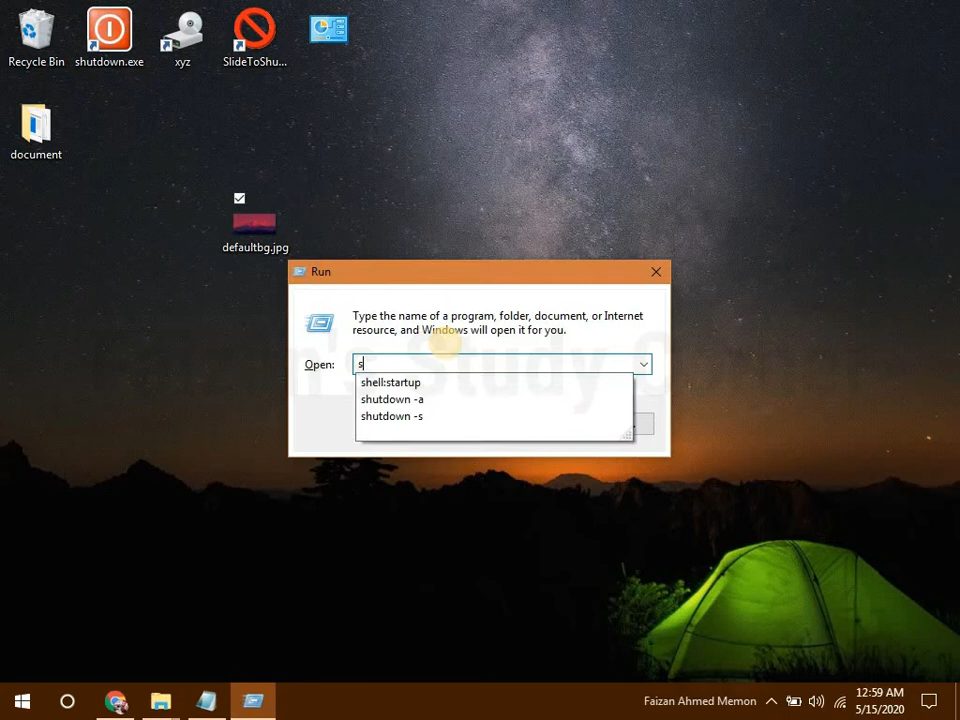 Recycle Bin
shutdown.exe
xyz
SlideToShu...
document
defaultbg.jpg
Run
Type the name of a program, folder, document, or Internet
resource, and Windows will open it for you.
Open:
s
shell:startup
shutdown -a
shutdown -s
Study
Faizan Ahmed Memon
12:59 AM
5/15/2020